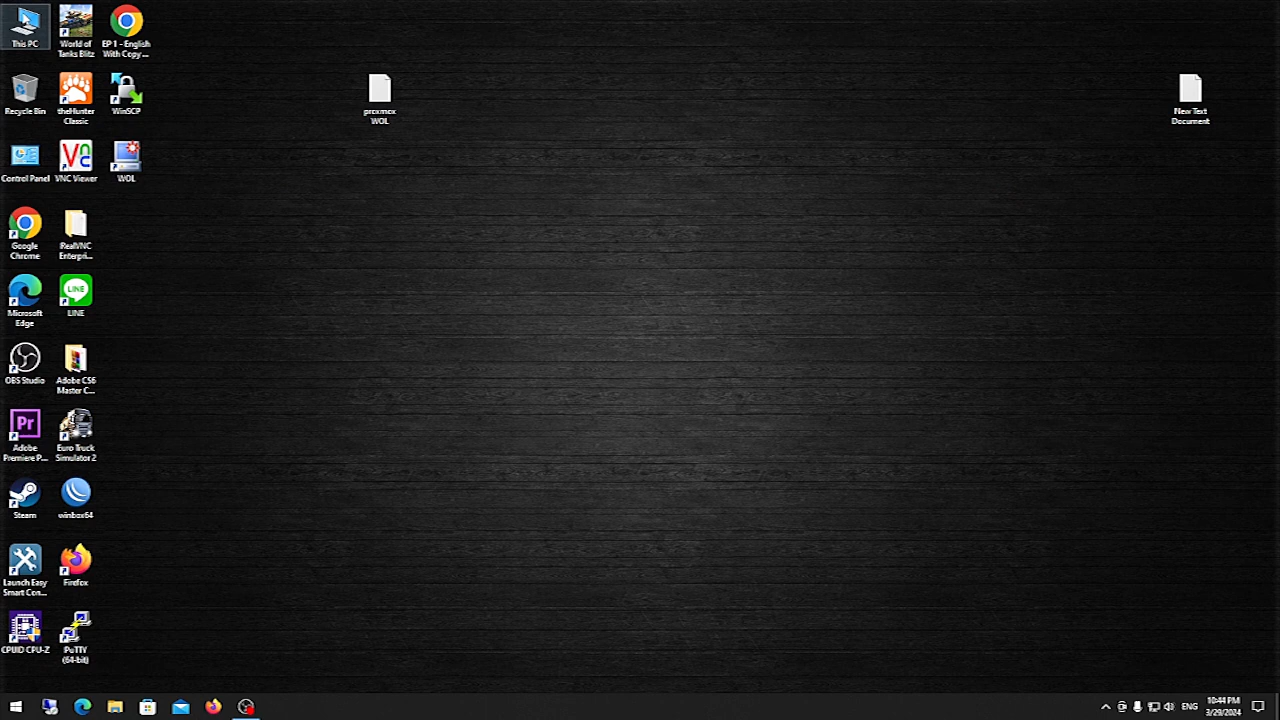 This PC
World of
Tanks Blitz
EP 1 - English
With Copy ...
Recycle Bin
theHunter
Classic
WinSCP
proxmox
WOL
New Text
Document
Control Panel
VNC Viewer
WOL
Google
Chrome
RealVNC
Enterpri...
Microsoft
Edge
LINE
LINE
OBS Studio
Adobe CS6
Master C...
Pr
Adobe
Premiere P...
Euro Truck
Simulator 2
Steam
winbox64
Launch Easy
Smart Con...
Firefox
CPUID CPU-Z
PuTTY
(64-bit)
ENG
10:44 PM
3/29/2024